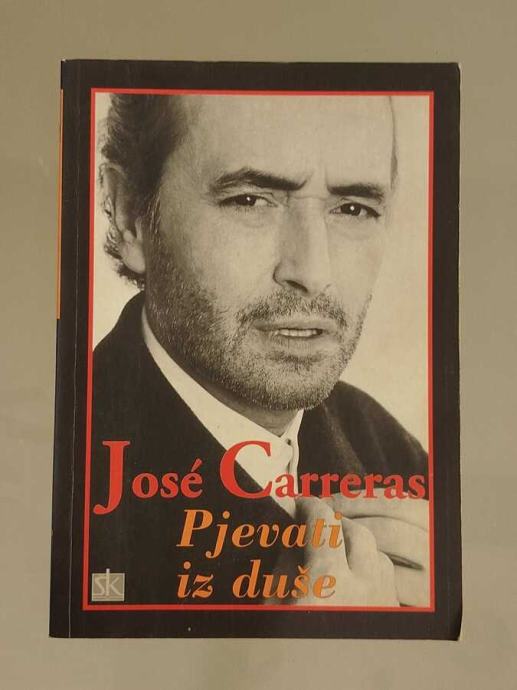 José Carreras
Pjevati
iz duše
sk